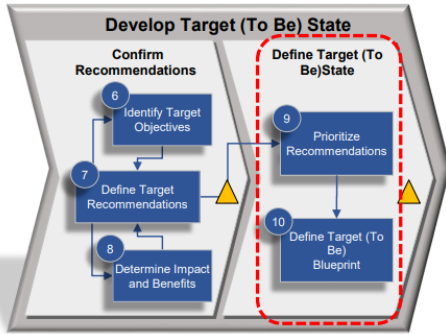 Develop Target (To Be) State
Confirm
Recommendations
6
Identify Target
Objectives
7
Define Target
Recommendations
8
Determine Impact
and Benefits
Define Target (To
Be)State
9
Prioritize
Recommendations
10
Define Target (To
Be)
Blueprint